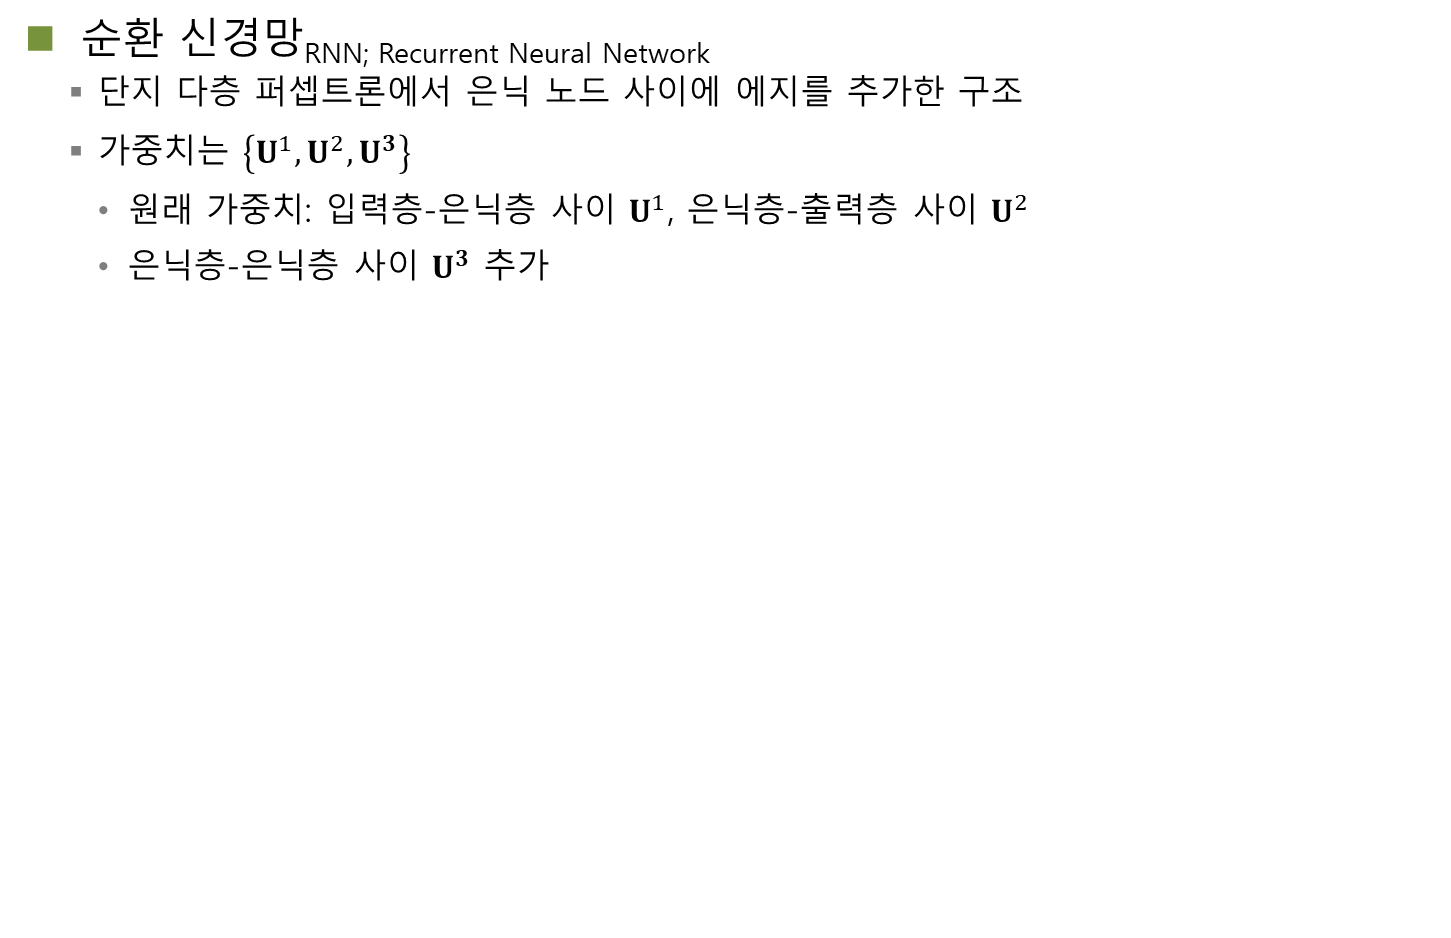 순환 신경망RNN; Recurrent Neural Network
단지 다층 퍼셉트론에서 은닉 노드 사이에 에지를 추가한 구조
가중치는 {U¹, U², U³}
원래 가중치: 입력층-은닉층 사이 U¹, 은닉층-출력층 사이 U²
은닉층-은닉층 사이 U³ 추가